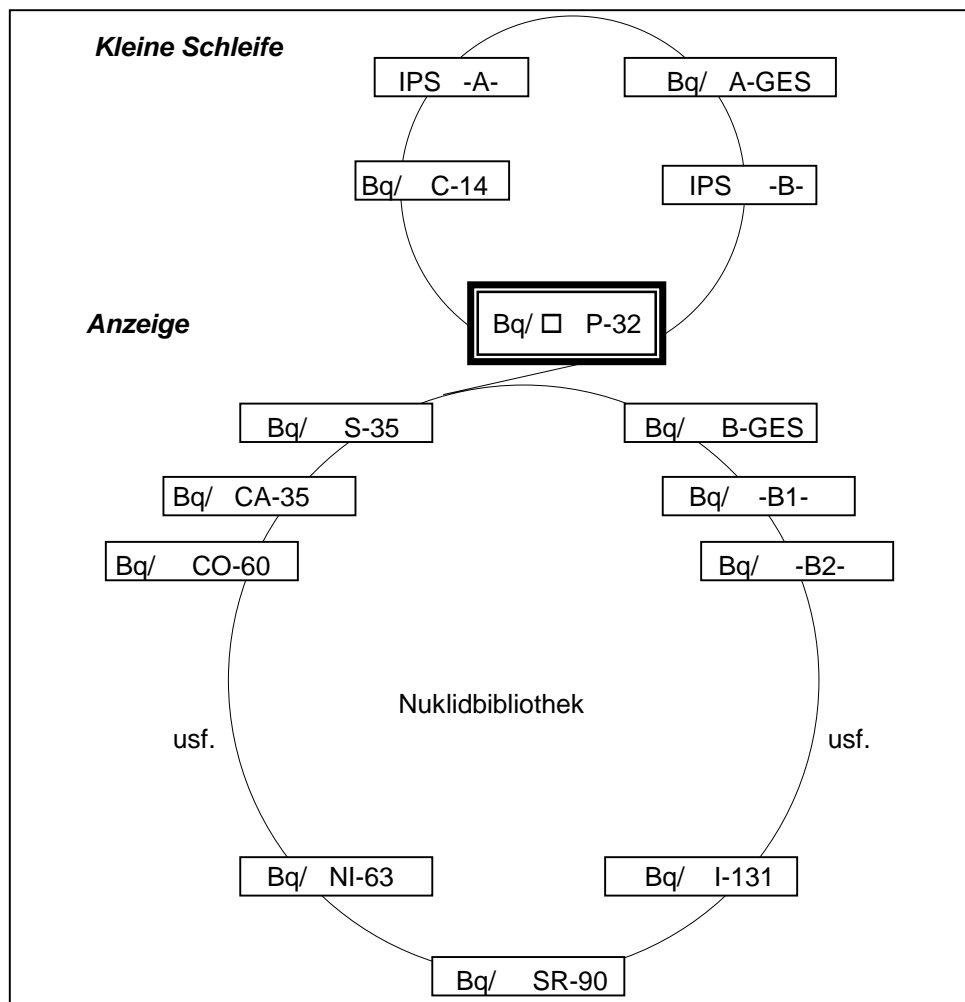 Kleine Schleife
IPS -A-
Bq/ A-GES
Bq/ C-14
IPS -B-
Anzeige
Bq/ □ P-32
Bq/ S-35
Bq/ B-GES
Bq/ CA-35
Bq/ -B1-
Bq/ CO-60
Bq/ -B2-
Nuklidbibliothek
usf.
usf.
Bq/ NI-63
Bq/ I-131
Bq/ SR-90